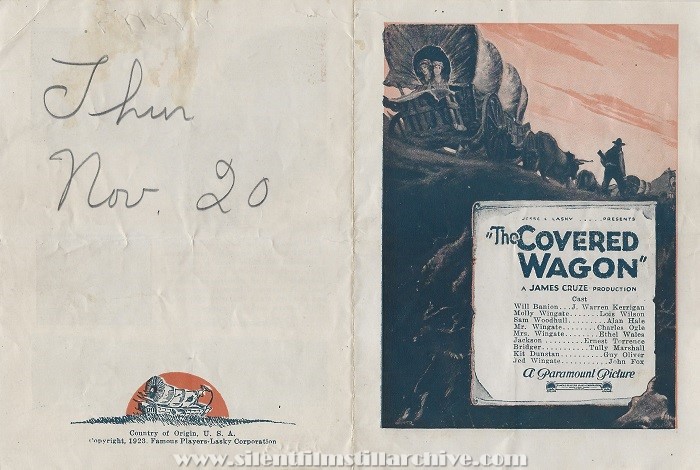 Thur
Nov. 20
Country of Origin, U. S. A.
Copyright, 1923. Famous Players-Lasky Corporation
JESSE L. LASKY ..... PRESENTS
"The COVERED
WAGON"
A JAMES CRUZE PRODUCTION
Cast
Will Banion...J. Warren Kerrigan
Molly Wingate.......Lois Wilson
Sam Woodhull.........Alan Hale
Mr. Wingate........Charles Ogle
Mrs. Wingate.......Ethel Wales
Jackson........Ernest Torrence
Bridger........Tully Marshall
Kit Dunstan.........Guy Oliver
Jed Wingate..........John Fox
A Paramount Picture
www.silentfilmstillarchive.com